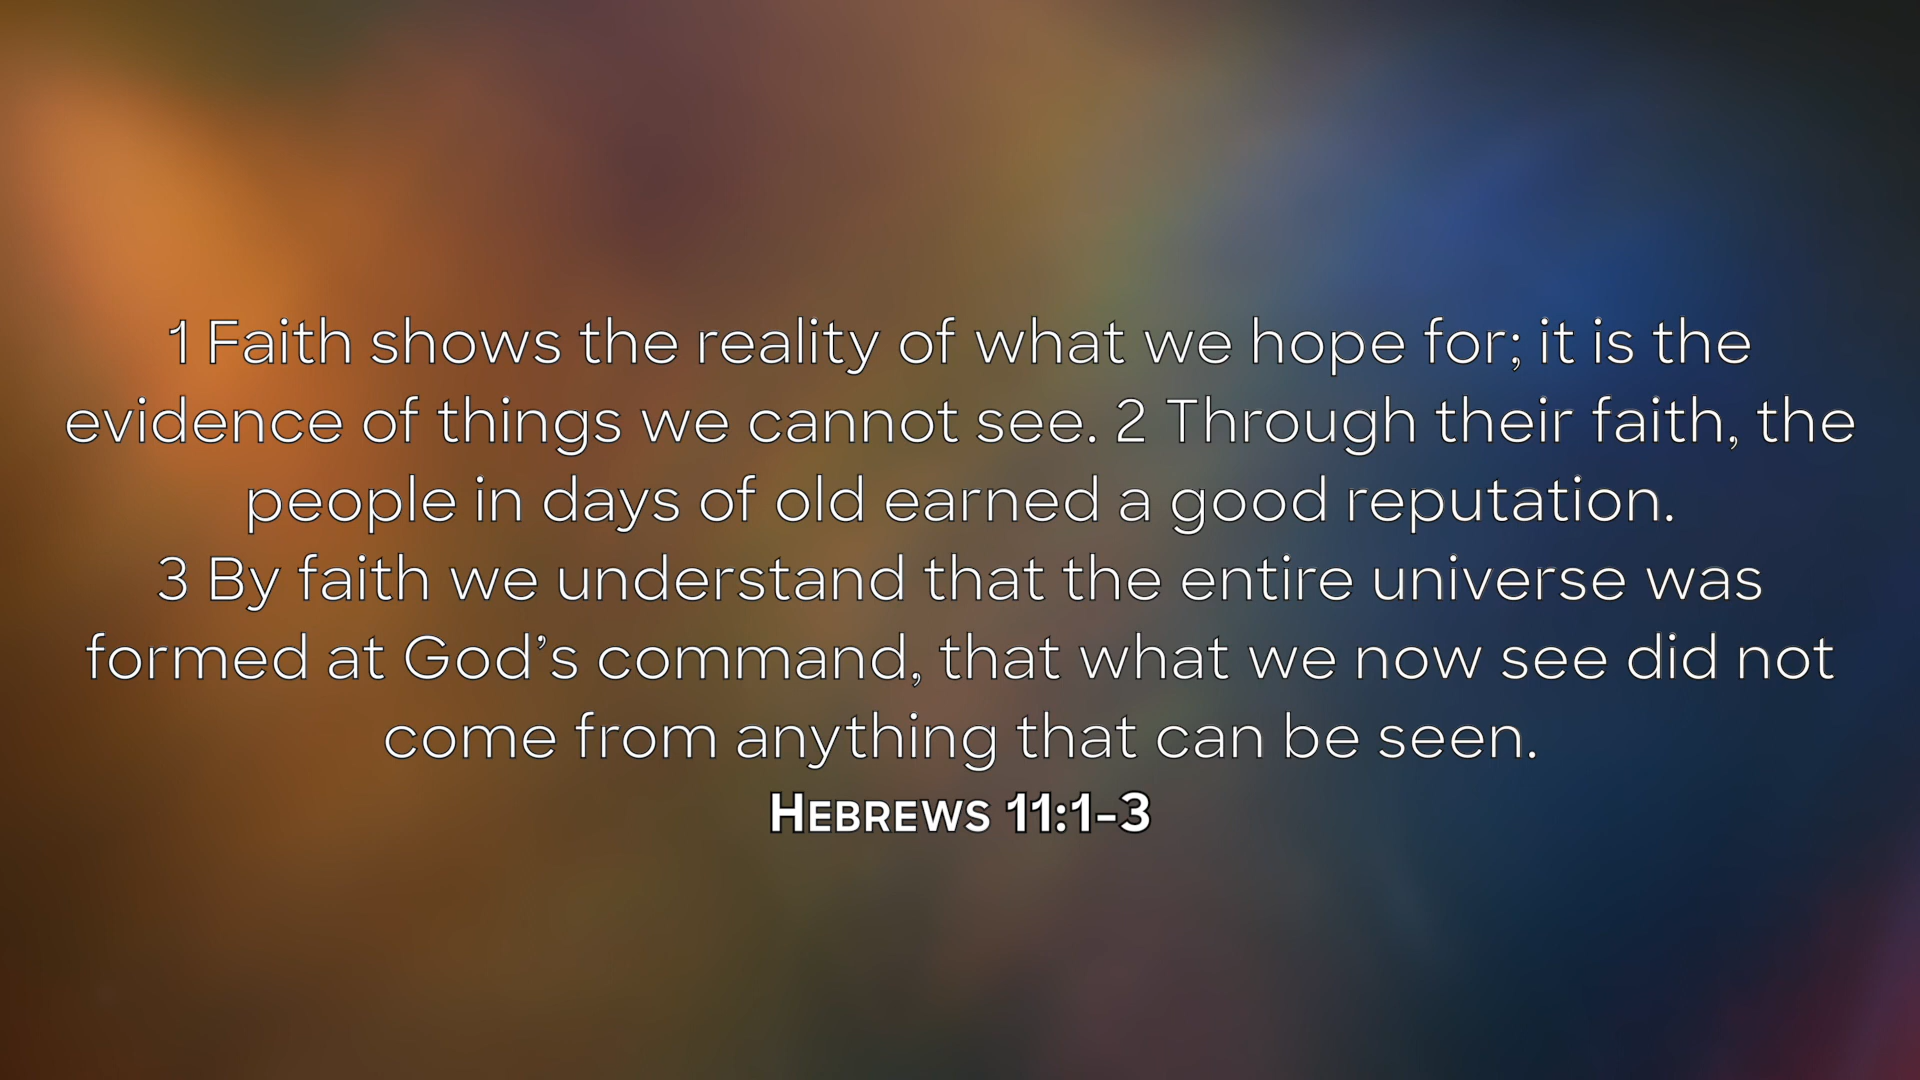 1 Faith shows the reality of what we hope for; it is the
evidence of things we cannot see. 2 Through their faith, the
people in days of old earned a good reputation.
3 By faith we understand that the entire universe was
formed at God’s command, that what we now see did not
come from anything that can be seen.
HEBREWS 11:1–3